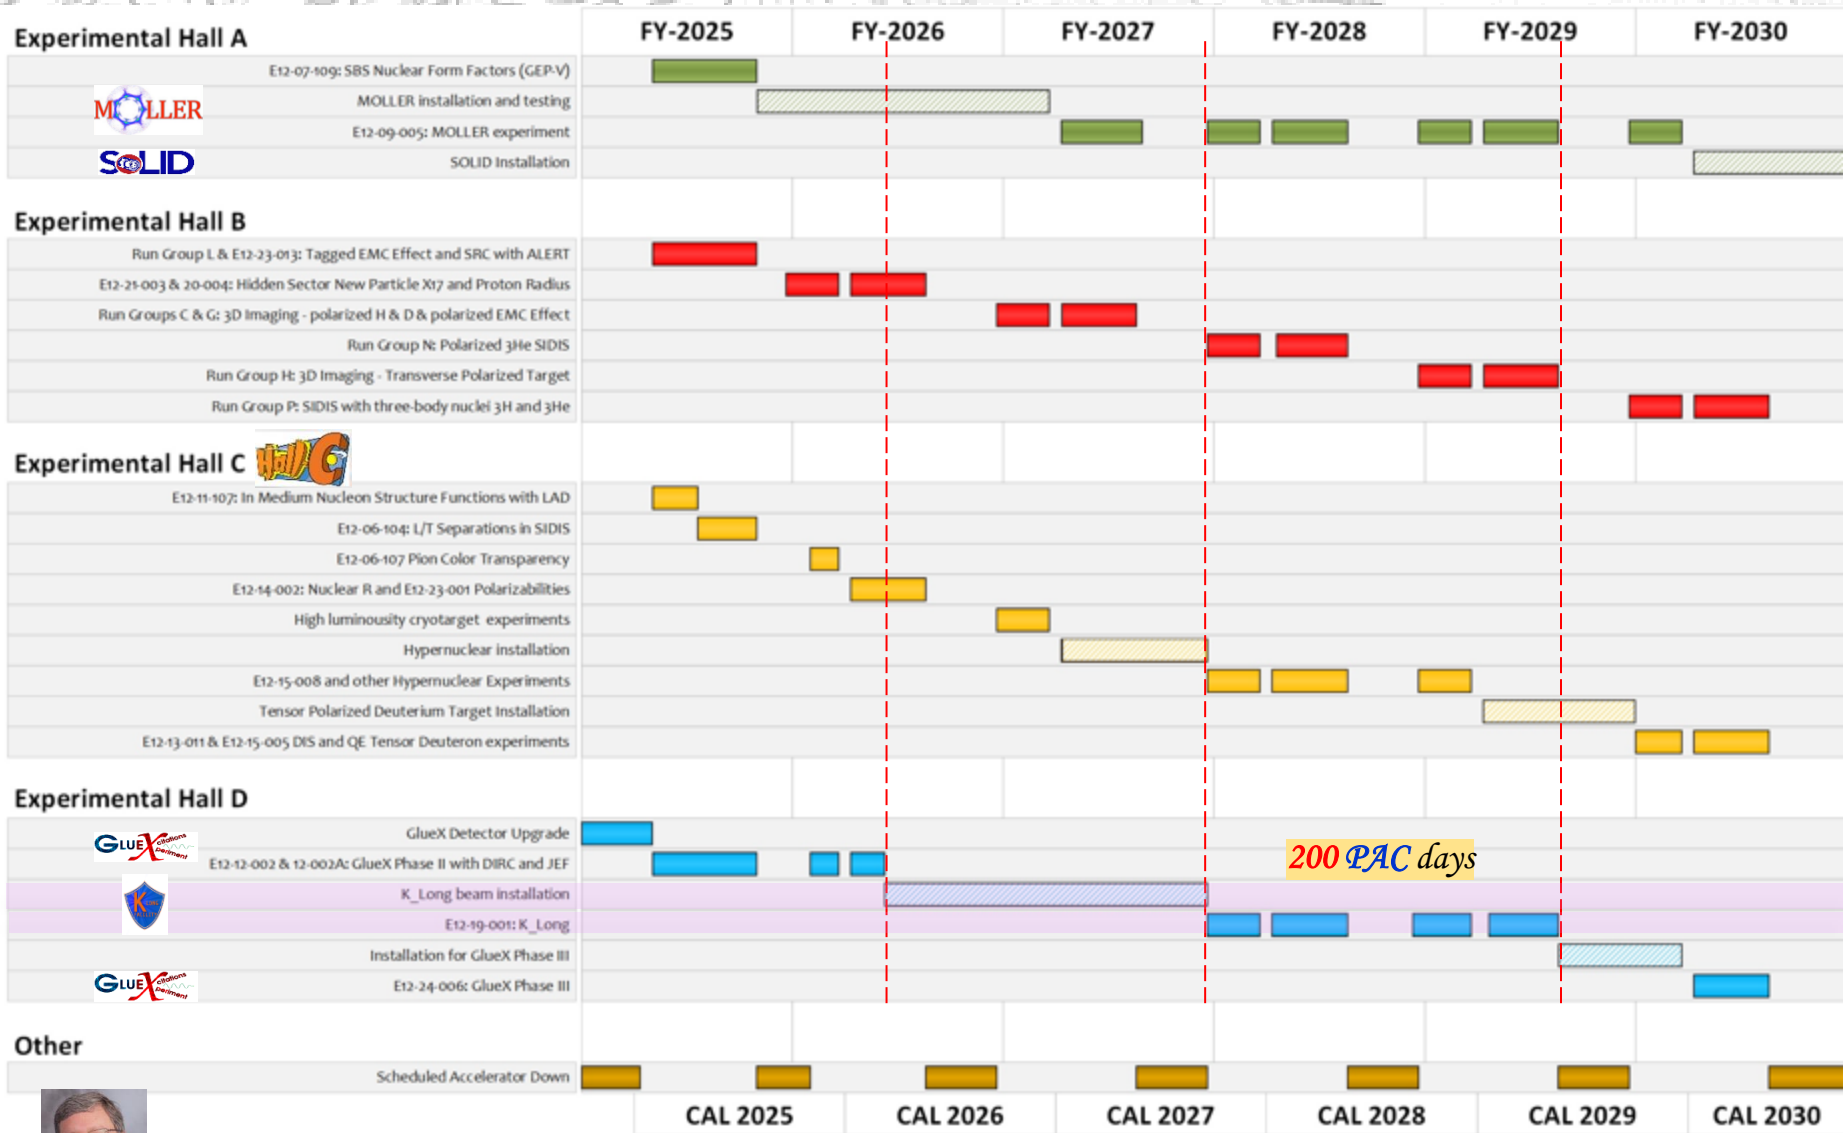 FY-2025 FY-2026 FY-2027 FY-2028 FY-2029 FY-2030
Experimental Hall A
E12-07-109: SBS Nuclear Form Factors (GEP-V)
MOLLER
MOLLER installation and testing
E12-09-005: MOLLER experiment
SOLID
SOLID Installation
Experimental Hall B
Run Group L & E12-23-013: Tagged EMC Effect and SRC with ALERT
E12-21-003 & 20-004: Hidden Sector New Particle X17 and Proton Radius
Run Groups C & G: 3D Imaging - polarized H & D & polarized EMC Effect
Run Group N: Polarized 3He SIDIS
Run Group H: 3D Imaging - Transverse Polarized Target
Run Group P: SIDIS with three-body nuclei 3H and 3He
Experimental Hall C
Hall C
E12-11-107: In Medium Nucleon Structure Functions with LAD
E12-06-104: L/T Separations in SIDIS
E12-06-107 Pion Color Transparency
E12-14-002: Nuclear R and E12-23-001 Polarizabilities
High luminousity cryotarget experiments
Hypernuclear installation
E12-15-008 and other Hypernuclear Experiments
Tensor Polarized Deuterium Target Installation
E12-13-011 & E12-15-005 DIS and QE Tensor Deuteron experiments
Experimental Hall D
GlueX Detector Upgrade
GLUEXcitations Xperiment
E12-12-002 & 12-002A: GlueX Phase II with DIRC and JEF
200 PAC days
K_Long beam installation
E12-19-001: K_Long
Installation for GlueX Phase III
GLUEXcitations Xperiment
E12-24-006: GlueX Phase III
Other
Scheduled Accelerator Down
CAL 2025 CAL 2026 CAL 2027 CAL 2028 CAL 2029 CAL 2030